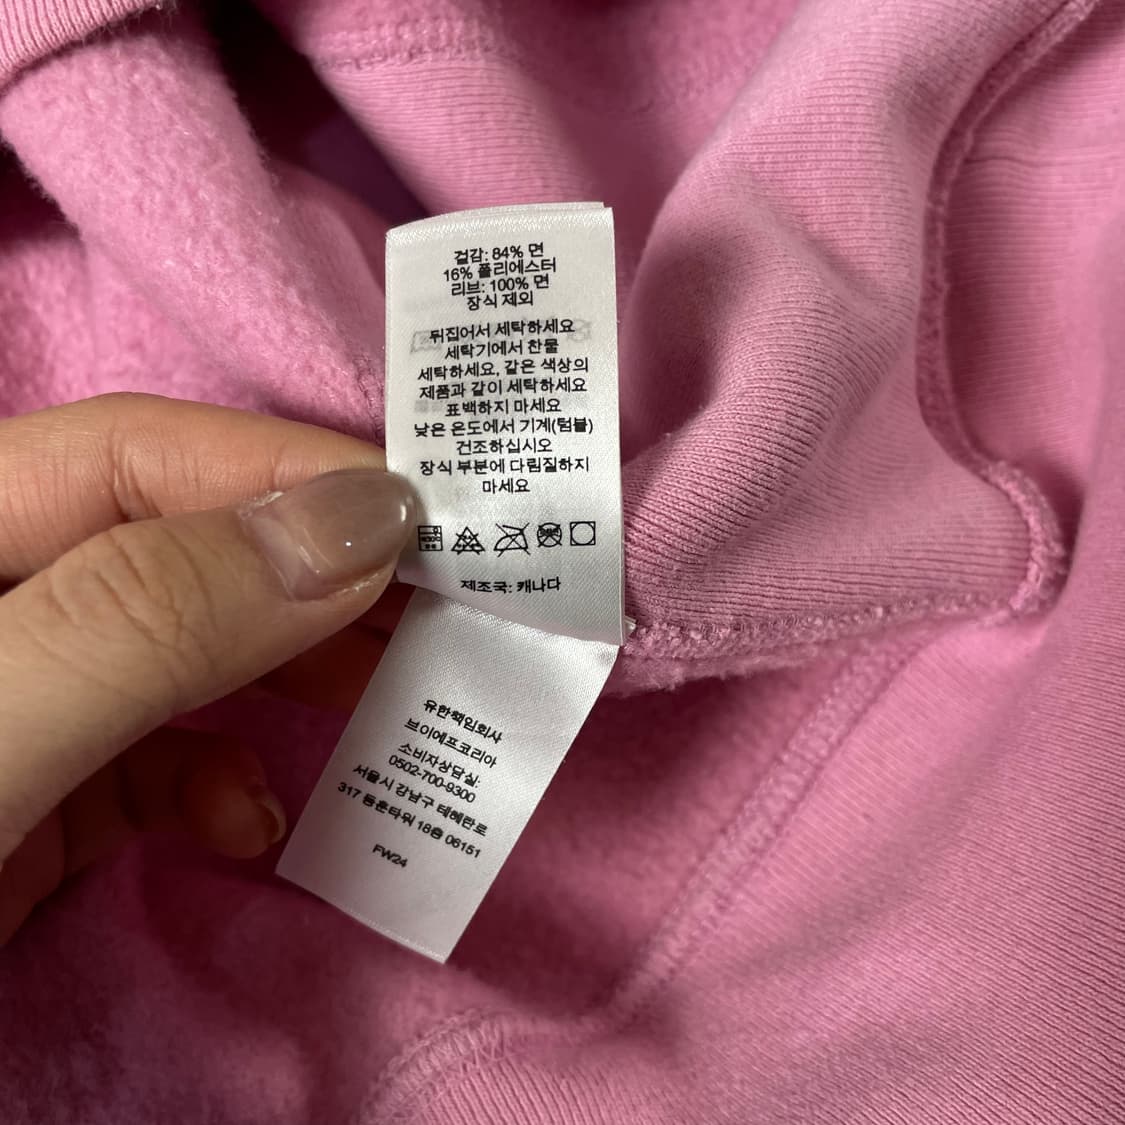 겉감: 84% 면
16% 폴리에스터
리브: 100% 면
장식 제외
뒤집어서 세탁하세요
세탁기에서 찬물
세탁하세요, 같은 색상의
제품과 같이 세탁하세요
표백하지 마세요
낮은 온도에서 기계(텀블)
건조하십시오
장식 부분에 다림질하지
마세요
제조국: 캐나다
유한책임회사
브이에프코리아
소비자상담실:
0502-700-9300
서울시 강남구 테헤란로
317 동훈타워 18층 06151
FW24